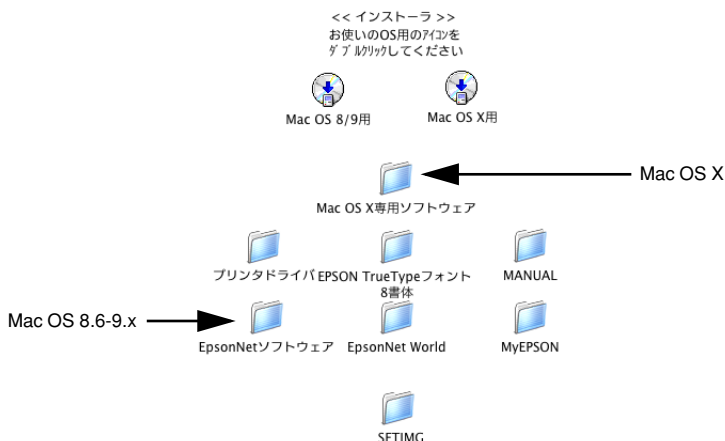 << インストーラ >>
お使いのOS用のアイコンを
ダブルクリックしてください
Mac OS 8/9用
Mac OS X用
Mac OS X
Mac OS X専用ソフトウェア
プリンタドライバ
EPSON TrueTypeフォント
8書体
MANUAL
Mac OS 8.6-9.x
EpsonNetソフトウェア
EpsonNet World
MyEPSON
SETIMG